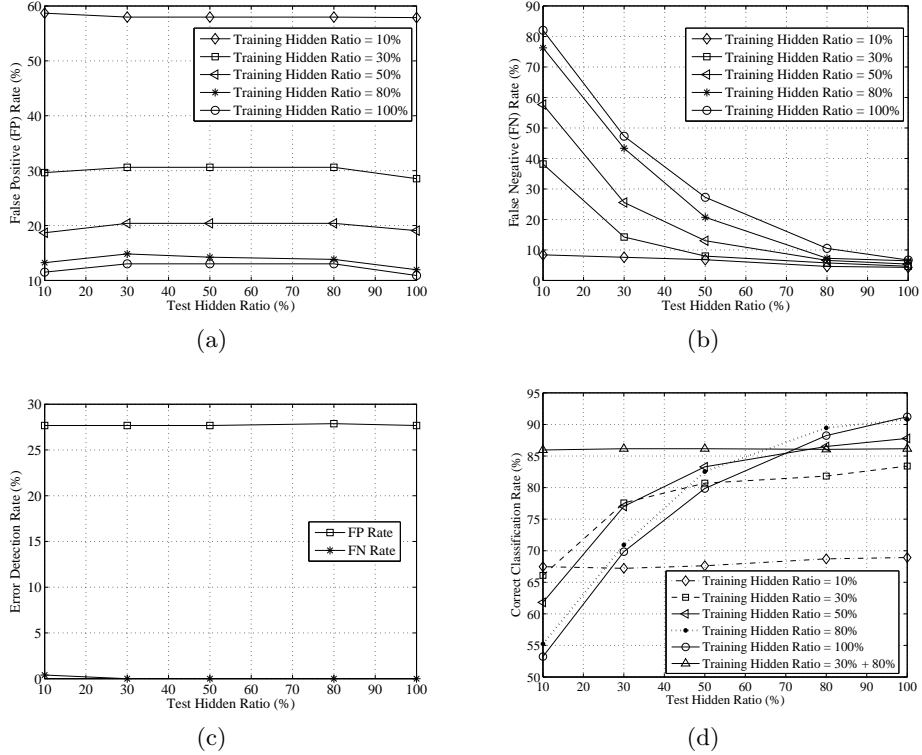 60
50
40
30
20
10
False Positive (FP) Rate (%)
Training Hidden Ratio = 10%
Training Hidden Ratio = 30%
Training Hidden Ratio = 50%
Training Hidden Ratio = 80%
Training Hidden Ratio = 100%
10 20 30 40 50 60 70 80 90 100
Test Hidden Ratio (%)
(a)
90
80
70
60
50
40
30
20
10
0
False Negative (FN) Rate (%)
Training Hidden Ratio = 10%
Training Hidden Ratio = 30%
Training Hidden Ratio = 50%
Training Hidden Ratio = 80%
Training Hidden Ratio = 100%
10 20 30 40 50 60 70 80 90 100
Test Hidden Ratio (%)
(b)
30
25
20
15
10
5
0
Error Detection Rate (%)
FP Rate
FN Rate
10 20 30 40 50 60 70 80 90 100
Test Hidden Ratio (%)
(c)
95
90
85
80
75
70
65
60
55
50
Correct Classification Rate (%)
Training Hidden Ratio = 10%
Training Hidden Ratio = 30%
Training Hidden Ratio = 50%
Training Hidden Ratio = 80%
Training Hidden Ratio = 100%
Training Hidden Ratio = 30% + 80%
10 20 30 40 50 60 70 80 90 100
Test Hidden Ratio (%)
(d)